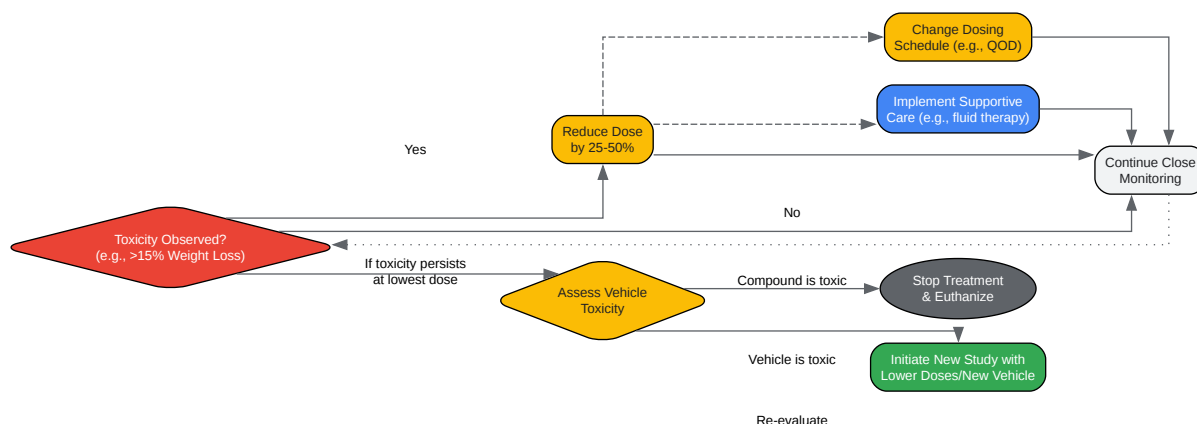 Change Dosing
Schedule (e.g., QOD)
Implement Supportive
Care (e.g., fluid therapy)
Reduce Dose
by 25-50%
Yes
Continue Close
Monitoring
No
Toxicity Observed?
(e.g., >15% Weight Loss)
If toxicity persists
at lowest dose
Assess Vehicle
Toxicity
Compound is toxic
Stop Treatment
& Euthanize
Vehicle is toxic
Initiate New Study with
Lower Doses/New Vehicle
Re-evaluate